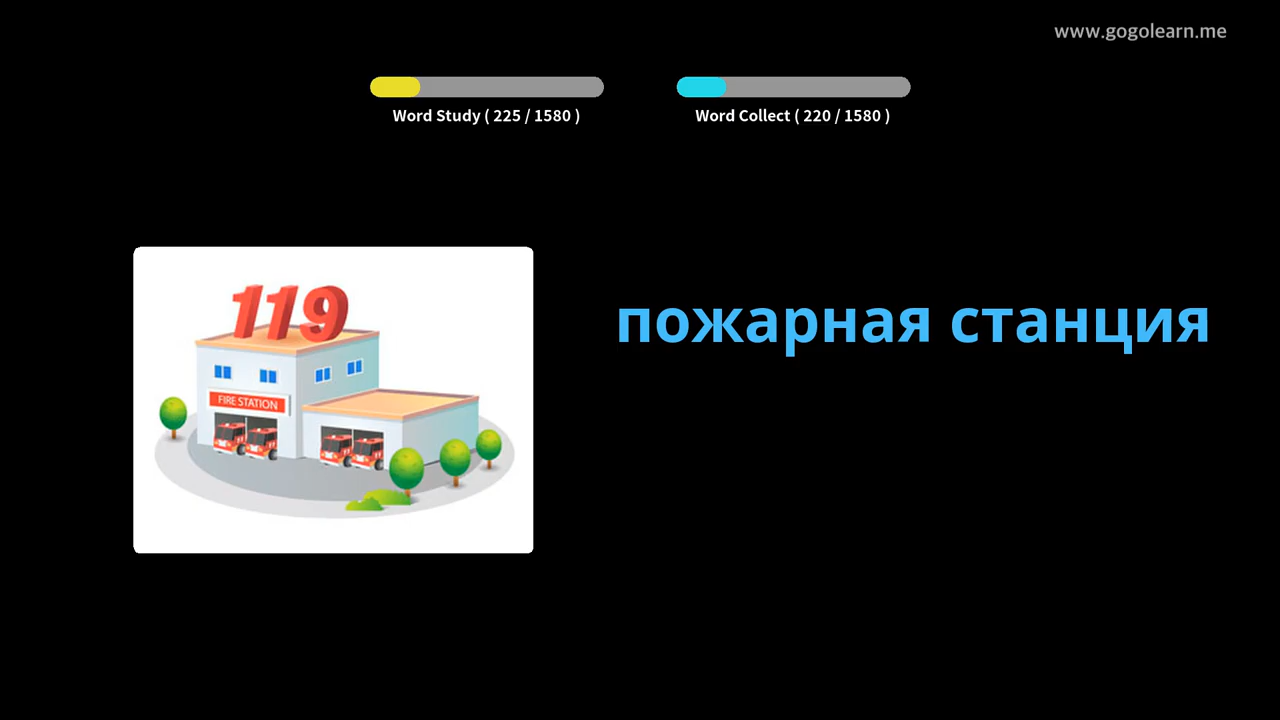 www.gogolearn.me
Word Study ( 225 / 1580 )
Word Collect ( 220 / 1580 )
119
FIRE STATION
пожарная станция